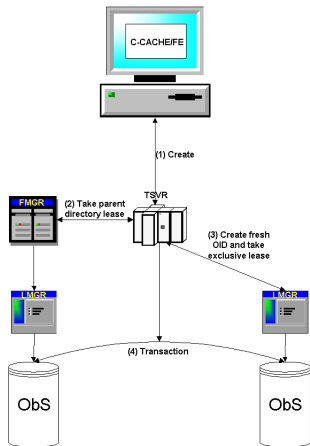 C-CACHE/FE
(1) Create
TSVR
FMGR
(2) Take parent
directory lease
(3) Create fresh
OID and take
exclusive lease
LMGR
LMGR
(4) Transaction
ObS
ObS